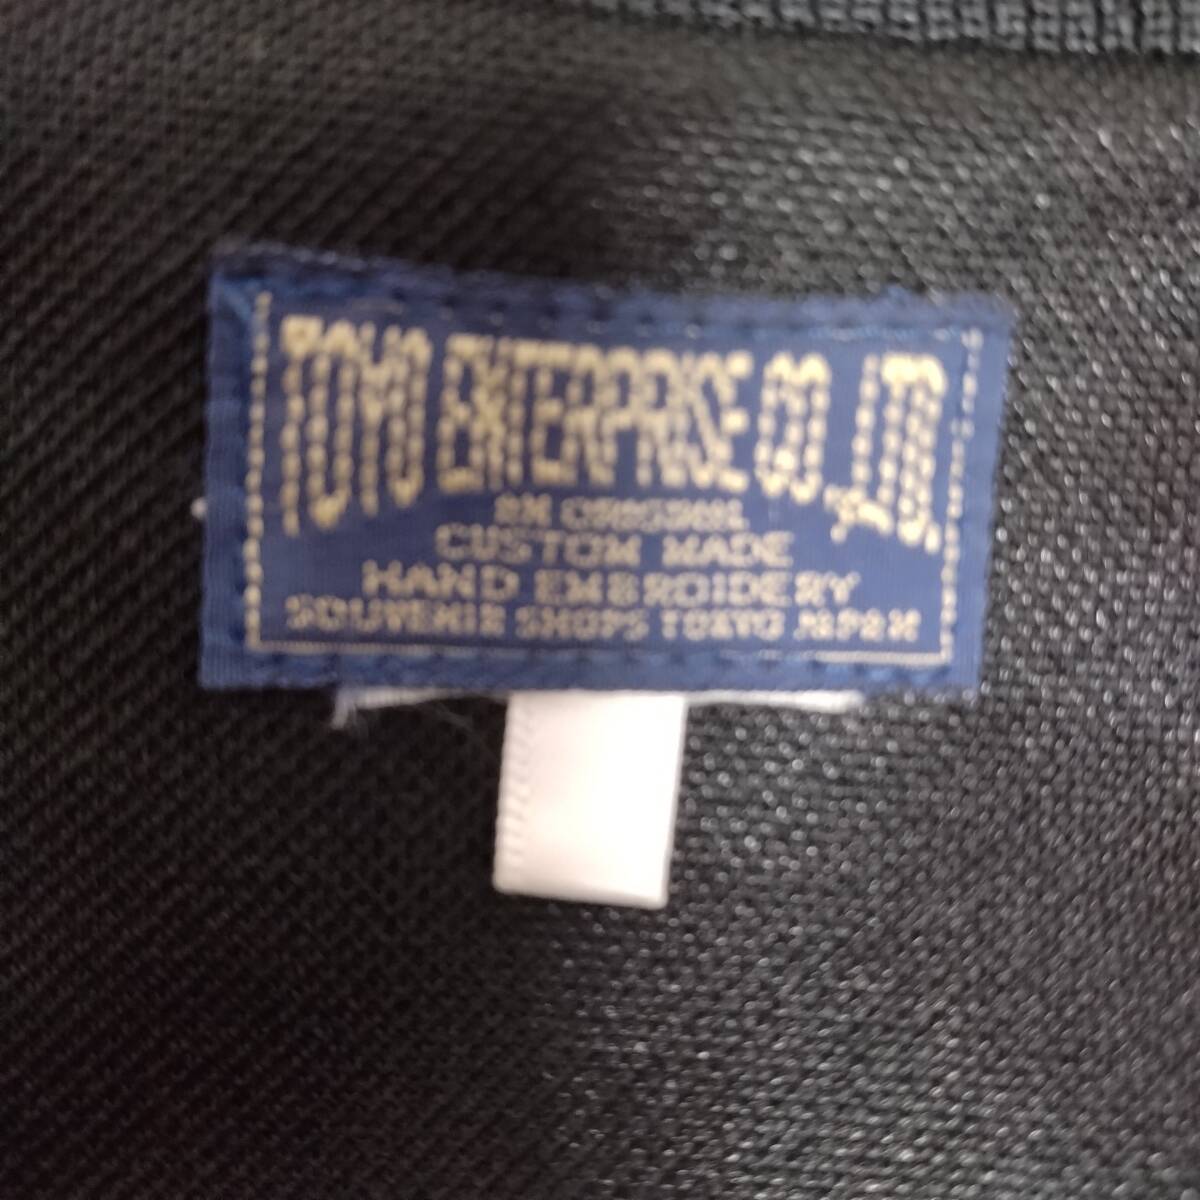 TOYO ENTERPRISE CO.,LTD.
AN ORIGINAL
CUSTOM MADE
HAND EMBROIDERY
SOUVENIR SHOPS TOKYO JAPAN